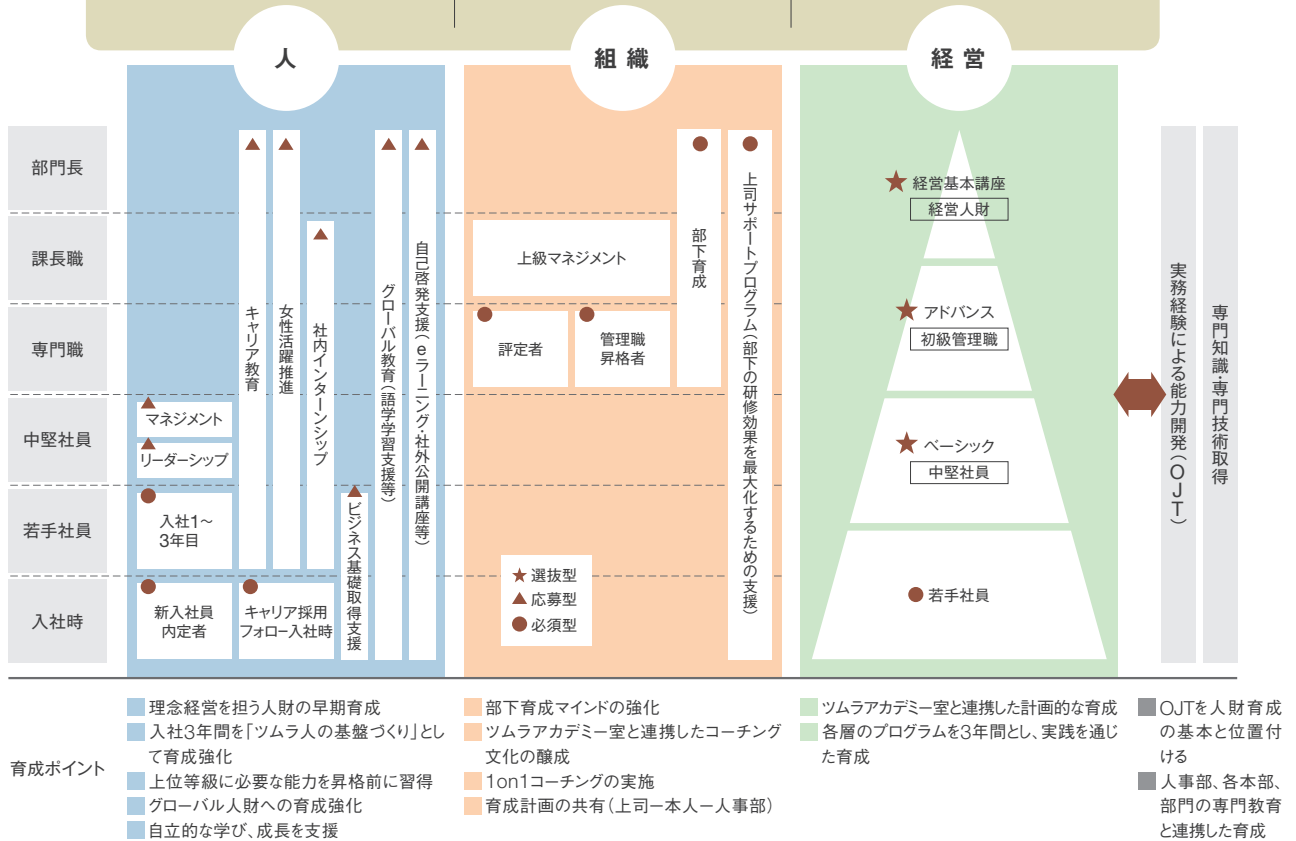 人
組織
経営
部門長
課長職
専門職
中堅社員
若手社員
入社時
マネジメント
リーダーシップ
入社1〜
3年目
新入社員
内定者
キャリア採用
フォロー入社時
キャリア教育
女性活躍推進
社内インターンシップ
ビジネス基礎取得支援
グローバル教育(語学学習支援等)
自己啓発支援(eラーニング・社外公開講座等)
上級マネジメント
評定者
管理職
昇格者
部下育成
上司サポートプログラム(部下の研修効果を最大化するための支援)
★ 選抜型
▲ 応募型
● 必須型
★ 経営基本講座
経営人財
★ アドバンス
初級管理職
★ ベーシック
中堅社員
● 若手社員
実務経験による能力開発(OJT)
専門知識・専門技術取得
育成ポイント
理念経営を担う人財の早期育成
入社3年間を「ツムラ人の基盤づくり」とし
て育成強化
上位等級に必要な能力を昇格前に習得
グローバル人財への育成強化
自立的な学び、成長を支援
部下育成マインドの強化
ツムラアカデミー室と連携したコーチング
文化の醸成
1on1コーチングの実施
育成計画の共有(上司ー本人ー人事部)
ツムラアカデミー室と連携した計画的な育成
各層のプログラムを3年間とし、実践を通じ
た育成
OJTを人財育成
の基本と位置付
ける
人事部、各本部、
部門の専門教育
と連携した育成